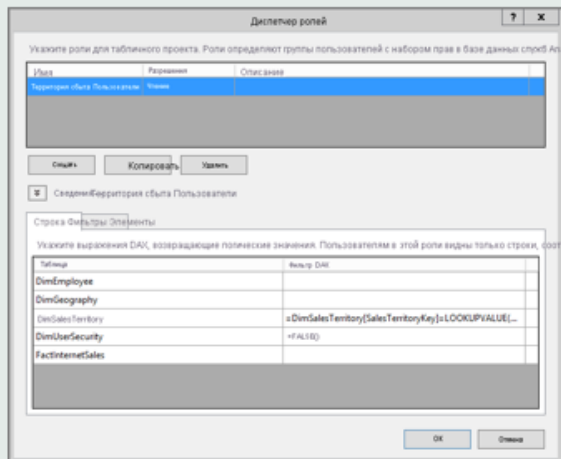 Диспетчер ролей
? X
Укажите роли для табличного проекта. Роли определяют группы пользователей с набором прав в базе данных служб An
Имя Разрешения Описание
Территория сбыта Пользователи Чтение
Создать Копировать Удалить
Сведения Территория сбыта Пользователи
Строка Фильтры Элементы
Укажите выражения DAX, возвращающие логические значения. Пользователям в этой роли видны только строки, соот
Таблица Фильтр DAX
DimEmployee
DimGeography
DimSalesTerritory =DimSalesTerritory[SalesTerritoryKey]=LOOKUPVALUE(...
DimUserSecurity =FALSE()
FactInternetSales
OK Отмена